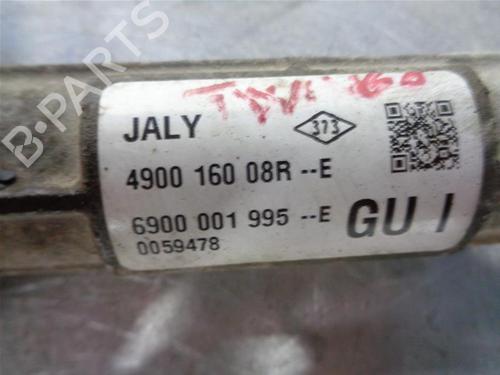 JALY
373
4900 160 08R --E
6900 001 995 --E
0059478
GU I
B-Parts